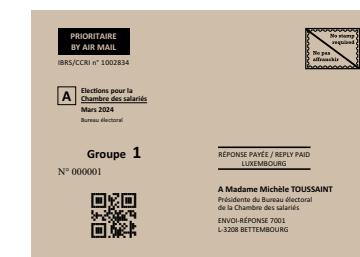 PRIORITAIRE
BY AIR MAIL
IBRS/CCRI n° 1002834
No stamp
required
Ne pas
affranchir
A
Elections pour la
Chambre des salariés
Mars 2024
Bureau électoral
Groupe 1
N° 000001
RÉPONSE PAYÉE / REPLY PAID
LUXEMBOURG
A Madame Michèle TOUSSAINT
Présidente du Bureau électoral
de la Chambre des salariés
ENVOI-RÉPONSE 7001
L-3208 BETTEMBOURG